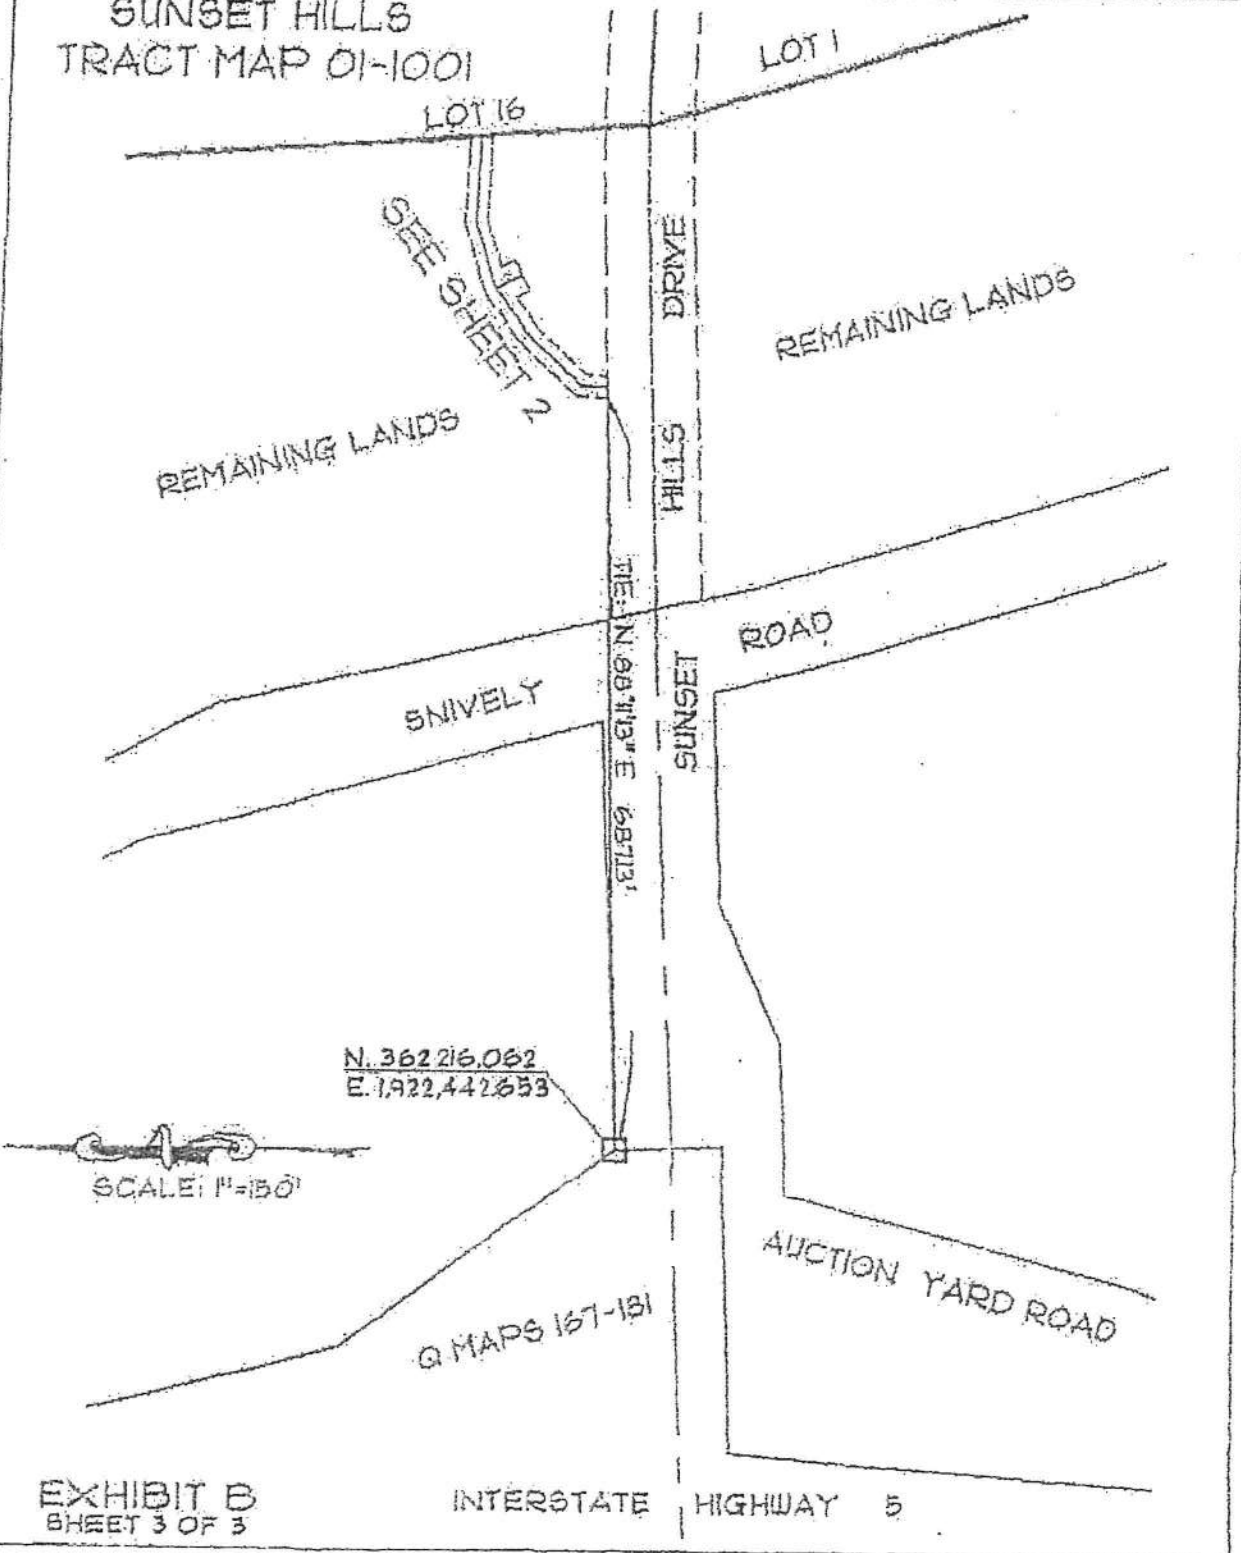 SUNSET HILLS
TRACT MAP 01-1001
LOT 1
LOT 16
SEE SHEET 2
REMAINING LANDS
REMAINING LANDS
SUNSET HILLS DRIVE
SNIVELY ROAD
TIE: N E
N. 362 216,062
E. 1,922,442.653
SCALE: 1"=150'
AUCTION YARD ROAD
Q MAPS 167-181
EXHIBIT B
SHEET 3 OF 3
INTERSTATE HIGHWAY 5